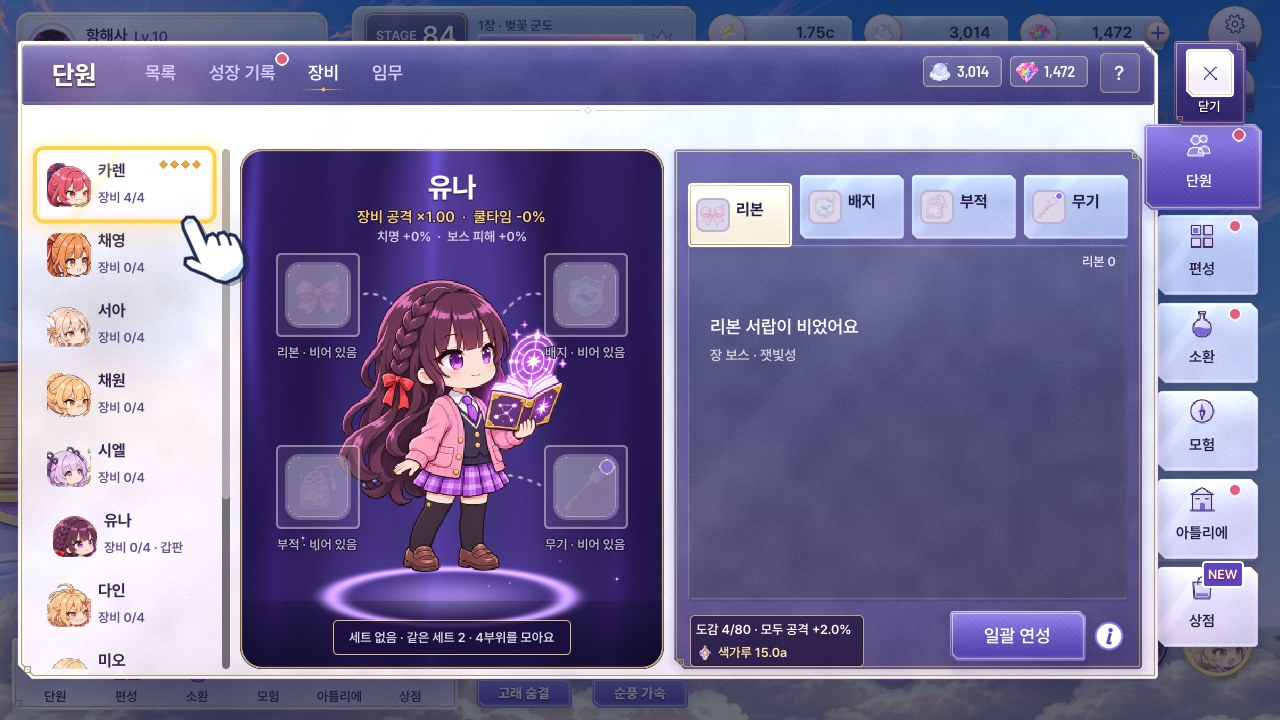 항해사 Lv.10
STAGE 84
1장 · 벚꽃 군도
1.75c
3,014
1,472
단원
목록
성장 기록
장비
임무
3,014
1,472
?
닫기
카렌
장비 4/4
채영
장비 0/4
서아
장비 0/4
채원
장비 0/4
시엘
장비 0/4
유나
장비 0/4 · 갑판
다인
장비 0/4
미오
유나
장비 공격 ×1.00 · 쿨타임 -0%
치명 +0% · 보스 피해 +0%
리본 · 비어 있음
배지 · 비어 있음
부적 · 비어 있음
무기 · 비어 있음
세트 없음 · 같은 세트 2 · 4부위를 모아요
리본
배지
부적
무기
리본 0
리본 서랍이 비었어요
장 보스 · 잿빛성
도감 4/80 · 모두 공격 +2.0%
색가루 15.0a
일괄 연성
i
단원
편성
소환
모험
아틀리에
NEW
상점
단원
편성
소환
모험
아틀리에
상점
고래 숨결
순풍 가속